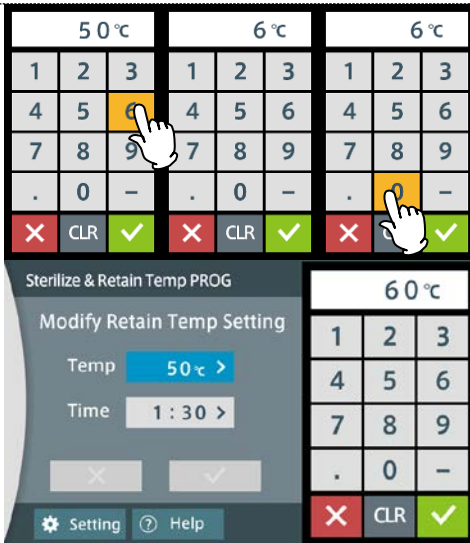 50℃
1 2 3
4 5 6
7 8 9
. 0 −
CLR
6℃
1 2 3
4 5 6
7 8 9
. 0 −
CLR
6℃
1 2 3
4 5 6
7 8 9
. 0 −
Sterilize & Retain Temp PROG
Modify Retain Temp Setting
Temp 50℃ >
Time 1:30 >
Setting ? Help
60℃
1 2 3
4 5 6
7 8 9
. 0 −
CLR